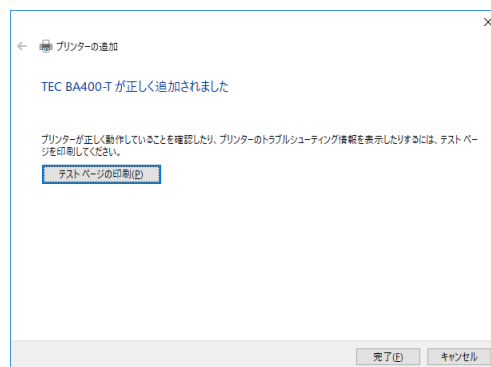 プリンターの追加
TEC BA400-T が正しく追加されました
プリンターが正しく動作していることを確認したり、プリンターのトラブルシューティング情報を表示したりするには、テスト ペー
ジを印刷してください。
テスト ページの印刷(P)
完了(F) キャンセル